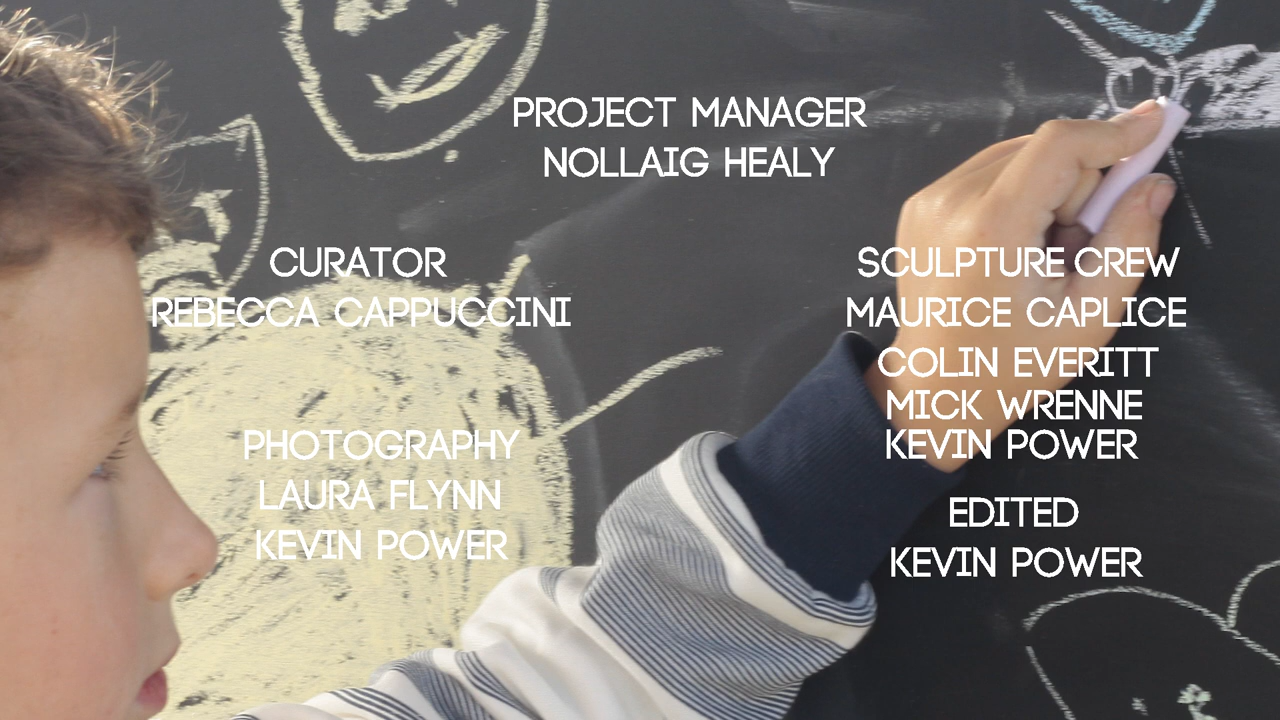 PROJECT MANAGER
NOLLAIG HEALY
CURATOR
REBECCA CAPPUCCINI
PHOTOGRAPHY
LAURA FLYNN
KEVIN POWER
SCULPTURE CREW
MAURICE CAPLICE
COLIN EVERITT
MICK WRENNE
KEVIN POWER
EDITED
KEVIN POWER